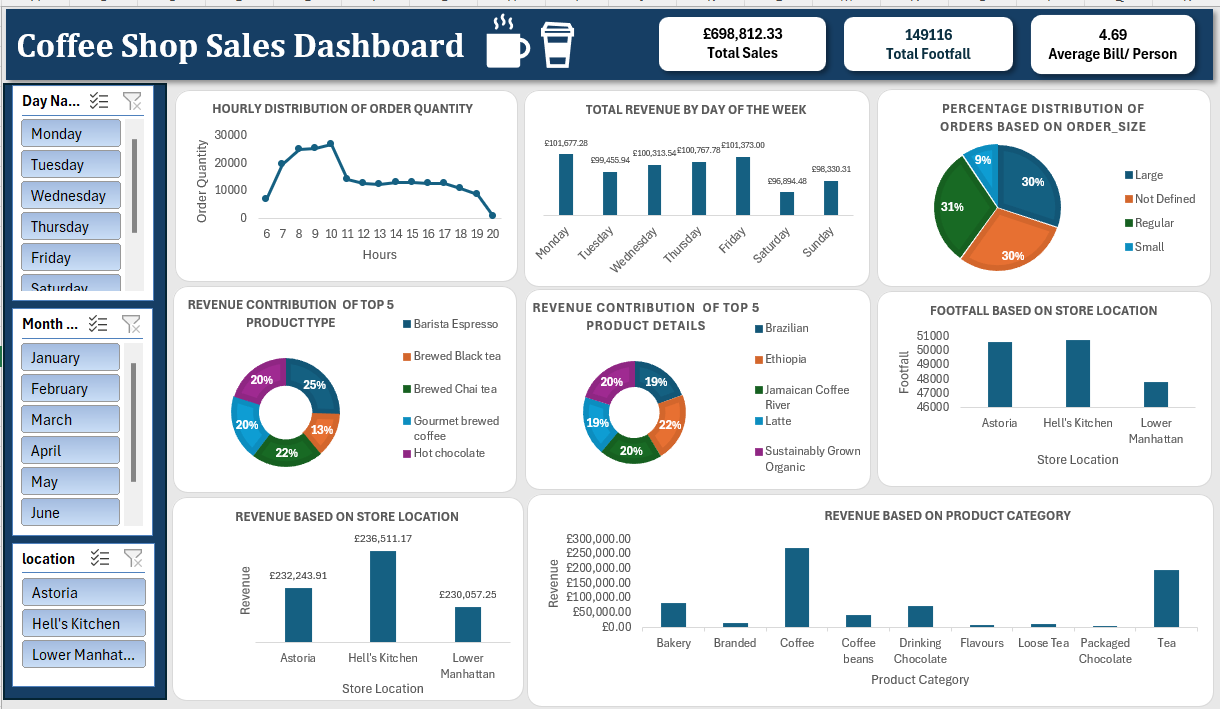 Coffee Shop Sales Dashboard
£698,812.33
Total Sales
149116
Total Footfall
4.69
Average Bill/ Person
Day Na...
Monday
Tuesday
Wednesday
Thursday
Friday
Saturday
Month ...
January
February
March
April
May
June
location
Astoria
Hell's Kitchen
Lower Manhat...
HOURLY DISTRIBUTION OF ORDER QUANTITY
Order Quantity
30000
20000
10000
0
6 7 8 9 10 11 12 13 14 15 16 17 18 19 20
Hours
TOTAL REVENUE BY DAY OF THE WEEK
£101,677.28
£99,455.94
£100,313.54
£100,767.78
£101,373.00
£96,894.48
£98,330.31
Monday
Tuesday
Wednesday
Thursday
Friday
Saturday
Sunday
PERCENTAGE DISTRIBUTION OF
ORDERS BASED ON ORDER_SIZE
9%
30%
31%
30%
Large
Not Defined
Regular
Small
REVENUE CONTRIBUTION OF TOP 5
PRODUCT TYPE
20%
25%
20%
13%
22%
Barista Espresso
Brewed Black tea
Brewed Chai tea
Gourmet brewed
coffee
Hot chocolate
REVENUE CONTRIBUTION OF TOP 5
PRODUCT DETAILS
20%
19%
19%
22%
20%
Brazilian
Ethiopia
Jamaican Coffee
River
Latte
Sustainably Grown
Organic
FOOTFALL BASED ON STORE LOCATION
Footfall
51000
50000
49000
48000
47000
46000
Astoria
Hell's Kitchen
Lower
Manhattan
Store Location
REVENUE BASED ON STORE LOCATION
Revenue
£232,243.91
£236,511.17
£230,057.25
Astoria
Hell's Kitchen
Lower
Manhattan
Store Location
REVENUE BASED ON PRODUCT CATEGORY
Revenue
£300,000.00
£250,000.00
£200,000.00
£150,000.00
£100,000.00
£50,000.00
£0.00
Bakery
Branded
Coffee
Coffee
beans
Drinking
Chocolate
Flavours
Loose Tea
Packaged
Chocolate
Tea
Product Category